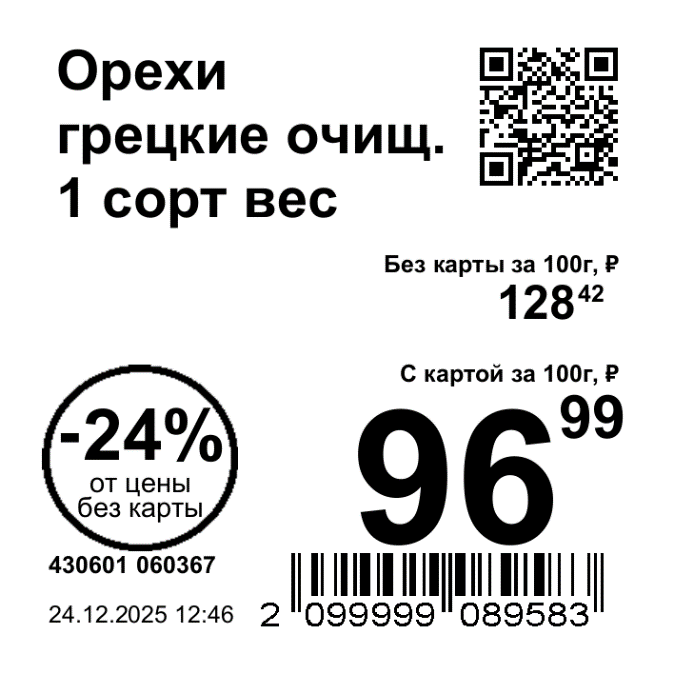 Орехи
грецкие очищ.
1 сорт вес
Без карты за 100г, ₽
128 42
С картой за 100г, ₽
96 99
-24%
от цены
без карты
430601 060367
24.12.2025 12:46
2 099999 089583